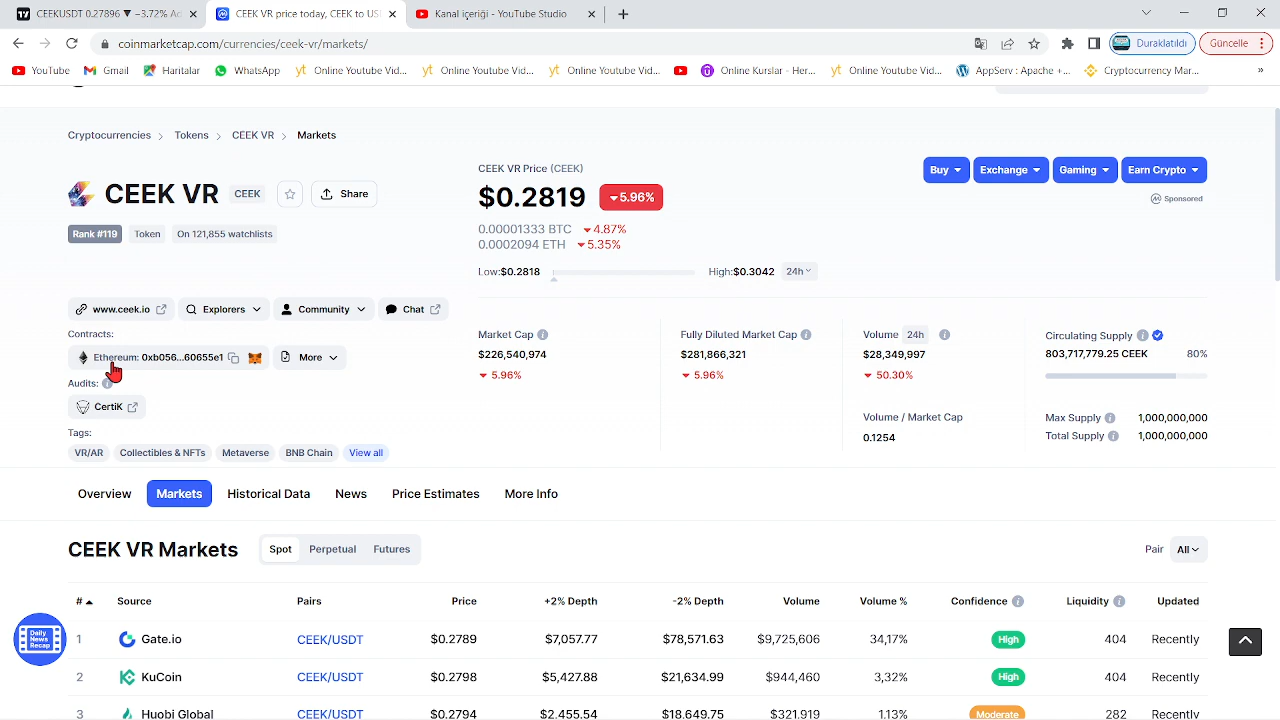 CEEKUSDT 0.27896 ▼ −3.72% Ad
CEEK VR price today, CEEK to US
Kanal içeriği - YouTube Studio
coinmarketcap.com/currencies/ceek-vr/markets/
Duraklatıldı
Güncelle
YouTube
Gmail
Haritalar
WhatsApp
Online Youtube Vid...
Online Youtube Vid...
Online Youtube Vid...
Online Kurslar - Her...
Online Youtube Vid...
AppServ : Apache +...
Cryptocurrency Mar...
»
Cryptocurrencies > Tokens > CEEK VR > Markets
CEEK VR CEEK
Share
Rank #119 Token On 121,855 watchlists
CEEK VR Price (CEEK)
$0.2819 ▼5.96%
0.00001333 BTC ▼4.87%
0.0002094 ETH ▼5.35%
Low:$0.2818 High:$0.3042 24h
Buy Exchange Gaming Earn Crypto
Sponsored
www.ceek.io Explorers Community Chat
Contracts:
Ethereum: 0xb056...60655e1 More
Audits:
CertiK
Tags:
VR/AR Collectibles & NFTs Metaverse BNB Chain View all
Market Cap
$226,540,974
▼ 5.96%
Fully Diluted Market Cap
$281,866,321
▼ 5.96%
Volume 24h
$28,349,997
▼ 50.30%
Volume / Market Cap
0.1254
Circulating Supply
803,717,779.25 CEEK 80%
Max Supply 1,000,000,000
Total Supply 1,000,000,000
Overview Markets Historical Data News Price Estimates More Info
CEEK VR Markets Spot Perpetual Futures Pair All
# Source Pairs Price +2% Depth -2% Depth Volume Volume % Confidence Liquidity Updated
1 Gate.io CEEK/USDT $0.2789 $7,057.77 $78,571.63 $9,725,606 34,17% High 404 Recently
2 KuCoin CEEK/USDT $0.2798 $5,427.88 $21,634.99 $944,460 3,32% High 404 Recently
3 Huobi Global CEEK/USDT $0.2794 $2,455.54 $18,649.75 $321,919 1,13% Moderate 282 Recently
Daily
News
Recap